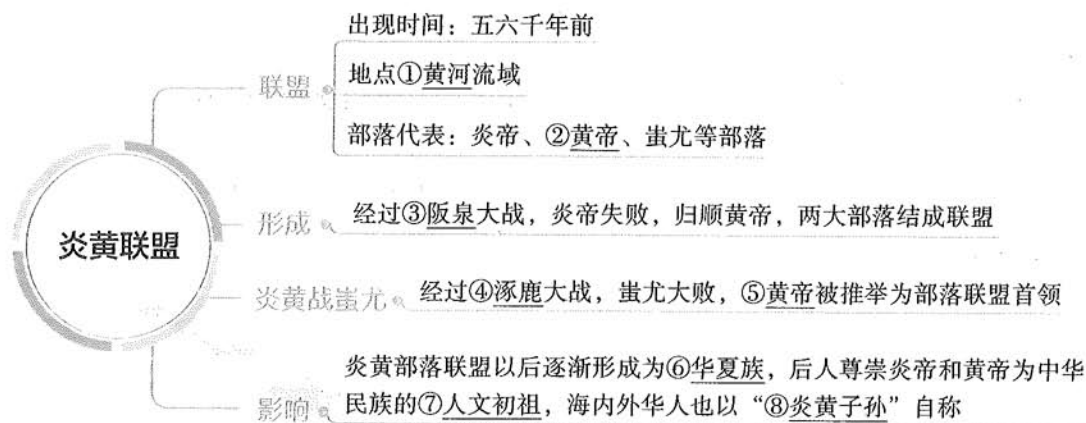 出现时间：五六千年前
联盟
地点①黄河流域
部落代表：炎帝、②黄帝、蚩尤等部落
炎黄联盟
形成
经过③阪泉大战，炎帝失败，归顺黄帝，两大部落结成联盟
炎黄战蚩尤
经过④涿鹿大战，蚩尤大败，⑤黄帝被推举为部落联盟首领
影响
炎黄部落联盟以后逐渐形成为⑥华夏族，后人尊崇炎帝和黄帝为中华
民族的⑦人文初祖，海内外华人也以“⑧炎黄子孙”自称